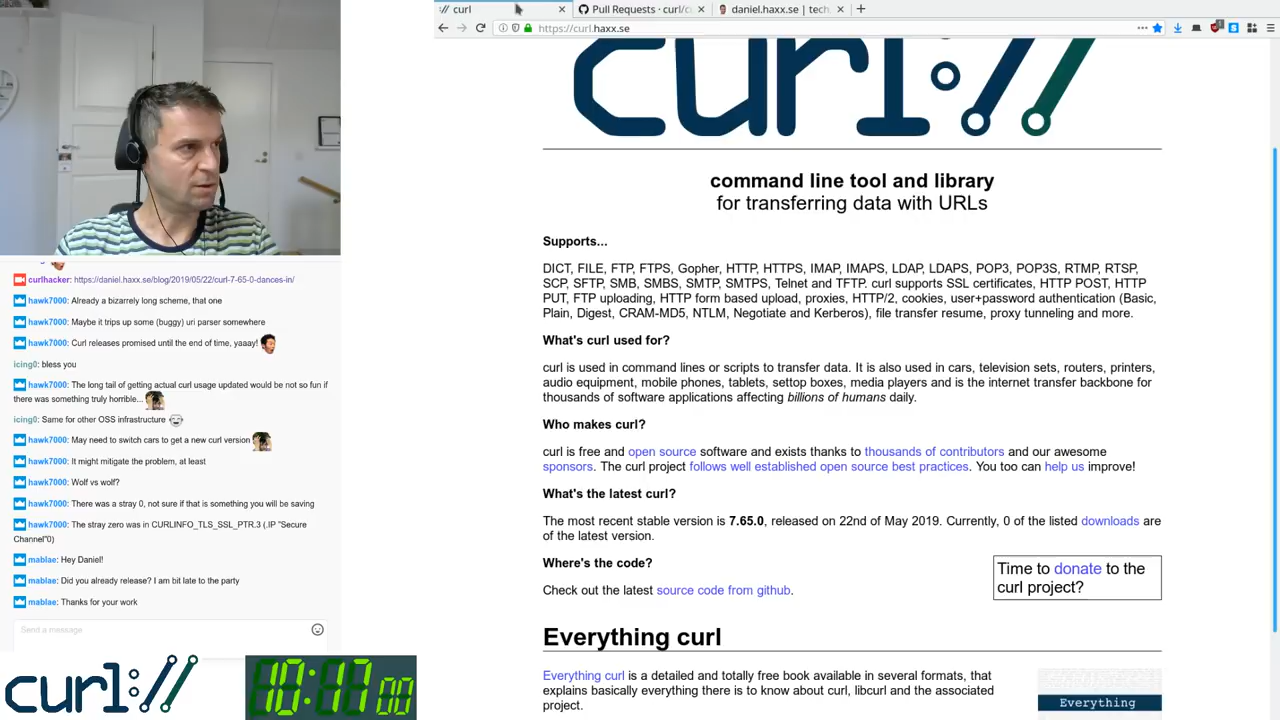 curl
Pull Requests · curl/c
daniel.haxx.se | tech
https://curl.haxx.se
curl://
command line tool and library
for transferring data with URLs
Supports...
DICT, FILE, FTP, FTPS, Gopher, HTTP, HTTPS, IMAP, IMAPS, LDAP, LDAPS, POP3, POP3S, RTMP, RTSP,
SCP, SFTP, SMB, SMBS, SMTP, SMTPS, Telnet and TFTP. curl supports SSL certificates, HTTP POST, HTTP
PUT, FTP uploading, HTTP form based upload, proxies, HTTP/2, cookies, user+password authentication (Basic,
Plain, Digest, CRAM-MD5, NTLM, Negotiate and Kerberos), file transfer resume, proxy tunneling and more.
What's curl used for?
curl is used in command lines or scripts to transfer data. It is also used in cars, television sets, routers, printers,
audio equipment, mobile phones, tablets, settop boxes, media players and is the internet transfer backbone for
thousands of software applications affecting billions of humans daily.
Who makes curl?
curl is free and open source software and exists thanks to thousands of contributors and our awesome
sponsors. The curl project follows well established open source best practices. You too can help us improve!
What's the latest curl?
The most recent stable version is 7.65.0, released on 22nd of May 2019. Currently, 0 of the listed downloads are
of the latest version.
Where's the code?
Check out the latest source code from github.
Time to donate to the
curl project?
Everything curl
Everything curl is a detailed and totally free book available in several formats, that
explains basically everything there is to know about curl, libcurl and the associated
project.
Everything
curlhacker: https://daniel.haxx.se/blog/2019/05/22/curl-7-65-0-dances-in/
hawk7000: Already a bizarrely long scheme, that one
hawk7000: Maybe it trips up some (buggy) uri parser somewhere
hawk7000: Curl releases promised until the end of time, yaaay!
icing0: bless you
hawk7000: The long tail of getting actual curl usage updated would be not so fun if
there was something truly horrible...
icing0: Same for other OSS infrastructure
hawk7000: May need to switch cars to get a new curl version
hawk7000: It might mitigate the problem, at least
hawk7000: Wolf vs wolf?
hawk7000: There was a stray 0, not sure if that is something you will be saving
hawk7000: The stray zero was in CURLINFO_TLS_SSL_PTR.3 (.IP "Secure
Channel"0)
mablae: Hey Daniel!
mablae: Did you already release? I am bit late to the party
mablae: Thanks for your work
Send a message
curl://
10:17 00